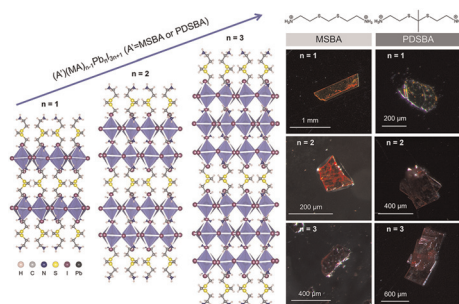 (A')(MA)n-1PbnI3n+1 (A'=MSBA or PDSBA)
n = 1
n = 2
n = 3
H C N S I Pb
MSBA
PDSBA
n = 1
1 mm
n = 1
200 µm
n = 2
200 µm
n = 2
400 µm
n = 3
400 µm
n = 3
600 µm